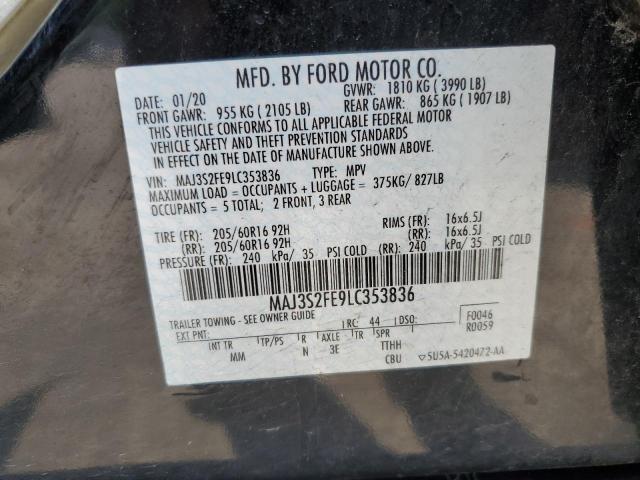 MFD. BY FORD MOTOR CO.
DATE: 01/20 GVWR: 1810 KG ( 3990 LB)
FRONT GAWR: 955 KG ( 2105 LB) REAR GAWR: 865 KG ( 1907 LB)
THIS VEHICLE CONFORMS TO ALL APPLICABLE FEDERAL MOTOR
VEHICLE SAFETY AND THEFT PREVENTION STANDARDS
IN EFFECT ON THE DATE OF MANUFACTURE SHOWN ABOVE.
VIN: MAJ3S2FE9LC353836 TYPE: MPV
MAXIMUM LOAD = OCCUPANTS + LUGGAGE = 375KG/ 827LB
OCCUPANTS = 5 TOTAL; 2 FRONT, 3 REAR
TIRE (FR): 205/60R16 92H RIMS (FR): 16x6.5J
(RR): 205/60R16 92H (RR): 16x6.5J
PRESSURE (FR): 240 kPa/ 35 PSI COLD (RR): 240 kPa/ 35 PSI COLD
MAJ3S2FE9LC353836
TRAILER TOWING - SEE OWNER GUIDE
EXT PNT: RC: 44 DSO: F0046
R0059
INT TR TP/PS R AXLE TR SPR TTHH
MM N 3E CBU 5U5A-5420472-AA